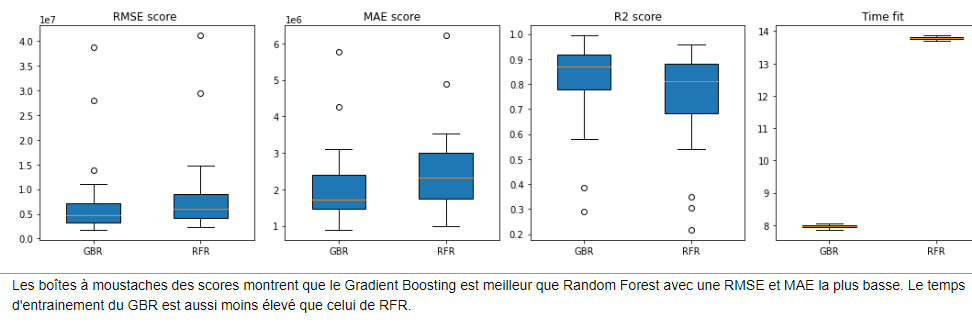 RMSE score
1e7
4.0
3.5
3.0
2.5
2.0
1.5
1.0
0.5
0.0
GBR RFR
MAE score
1e6
6
5
4
3
2
1
GBR RFR
R2 score
1.0
0.9
0.8
0.7
0.6
0.5
0.4
0.3
0.2
GBR RFR
Time fit
14
13
12
11
10
9
8
GBR RFR
Les boîtes à moustaches des scores montrent que le Gradient Boosting est meilleur que Random Forest avec une RMSE et MAE la plus basse. Le temps
d'entrainement du GBR est aussi moins élevé que celui de RFR.